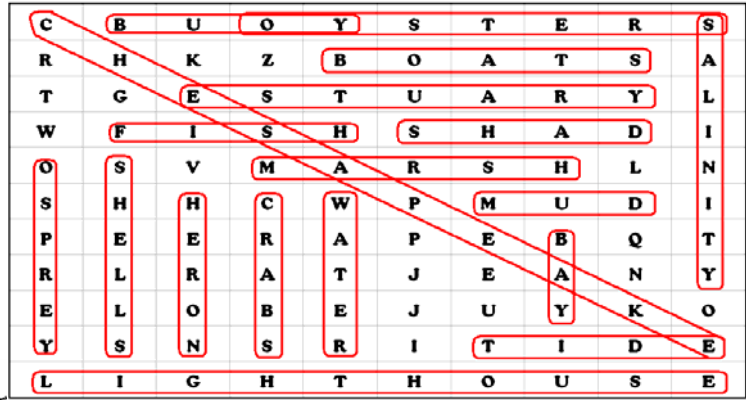 C B U O Y S T E R S
R H K Z B O A T S A
T G E S T U A R Y L
W F I S H S H A D I
O S V M A R S H L N
S H H C W P M U D I
P E E R A P E B Q T
R L R A T J E A N Y
E L O B E J U Y K O
Y S N S R I T I D E
L I G H T H O U S E